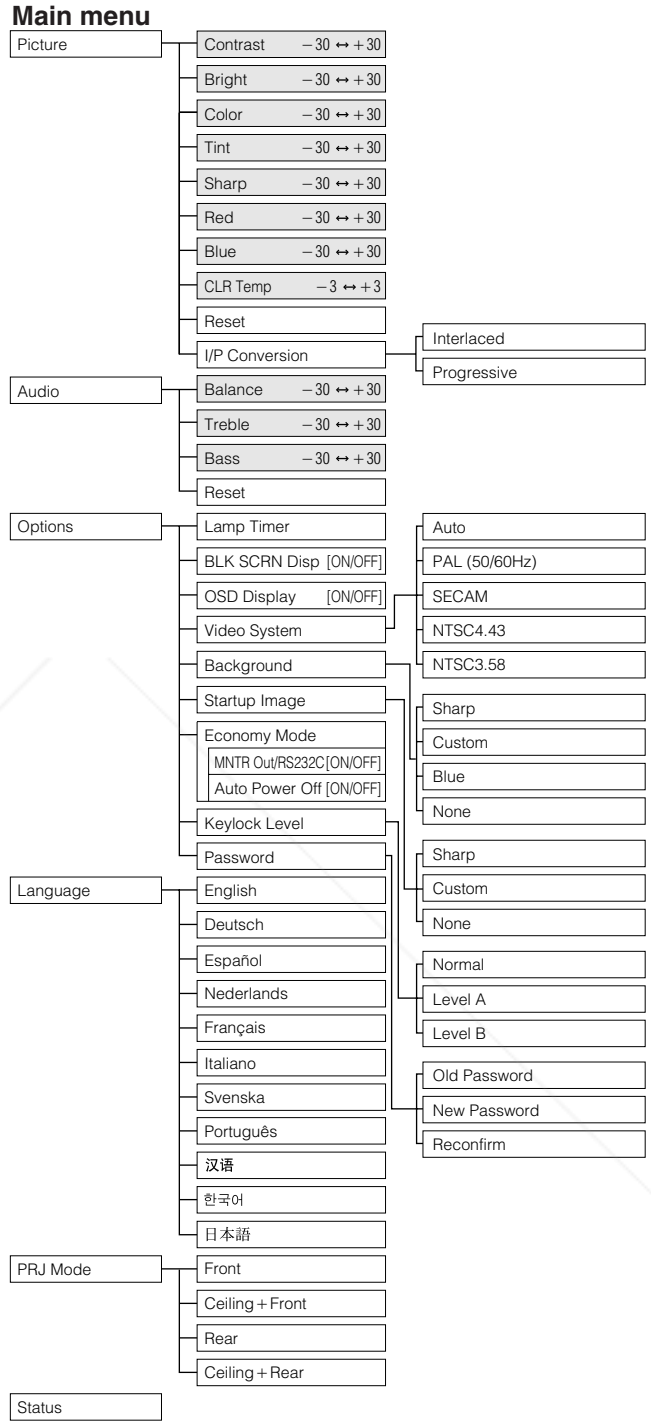 Main menu
Picture
Contrast −30 ↔ +30
Bright −30 ↔ +30
Color −30 ↔ +30
Tint −30 ↔ +30
Sharp −30 ↔ +30
Red −30 ↔ +30
Blue −30 ↔ +30
CLR Temp −3 ↔ +3
Reset
I/P Conversion
Interlaced
Progressive
Audio
Balance −30 ↔ +30
Treble −30 ↔ +30
Bass −30 ↔ +30
Reset
Options
Lamp Timer
BLK SCRN Disp [ON/OFF]
OSD Display [ON/OFF]
Video System
Background
Startup Image
Economy Mode
MNTR Out/RS232C [ON/OFF]
Auto Power Off [ON/OFF]
Keylock Level
Password
Auto
PAL (50/60Hz)
SECAM
NTSC4.43
NTSC3.58
Sharp
Custom
Blue
None
Sharp
Custom
None
Normal
Level A
Level B
Old Password
New Password
Reconfirm
Language
English
Deutsch
Español
Nederlands
Français
Italiano
Svenska
Português
汉语
한국어
日本語
PRJ Mode
Front
Ceiling+Front
Rear
Ceiling+Rear
Status